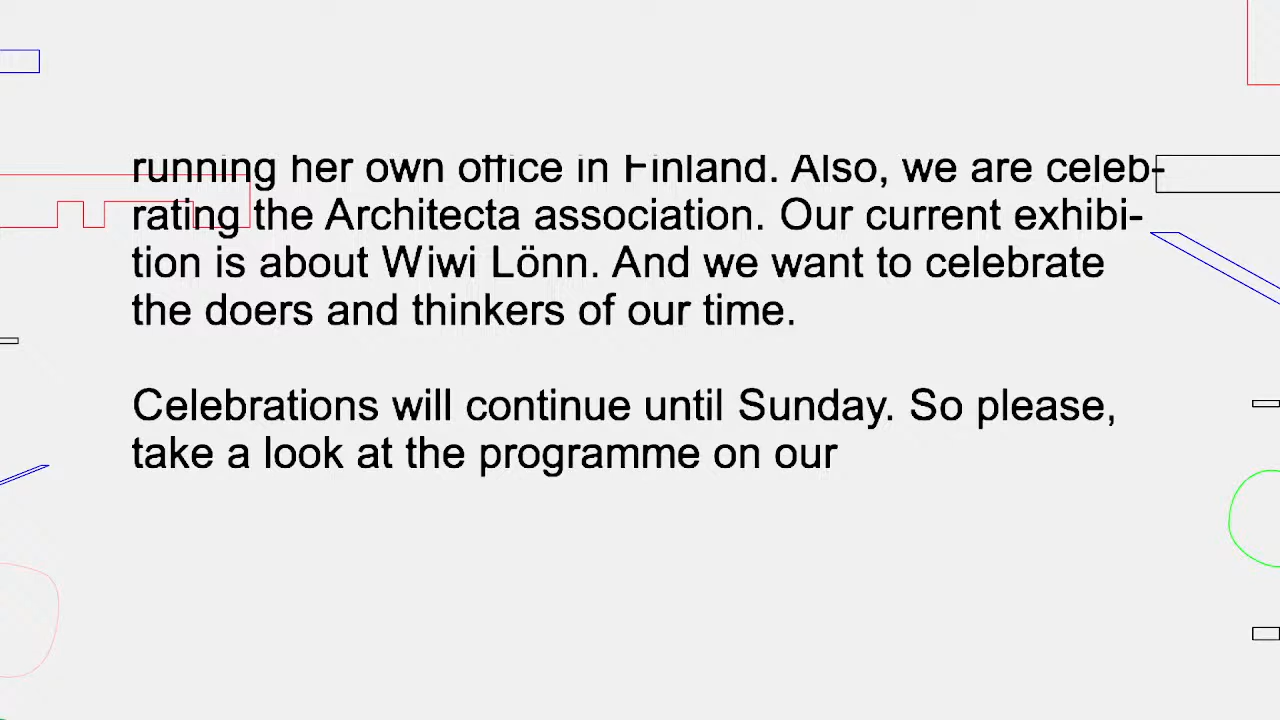 running her own office in Finland. Also, we are celeb-
rating the Architecta association. Our current exhibi-
tion is about Wiwi Lönn. And we want to celebrate
the doers and thinkers of our time.
Celebrations will continue until Sunday. So please,
take a look at the programme on our